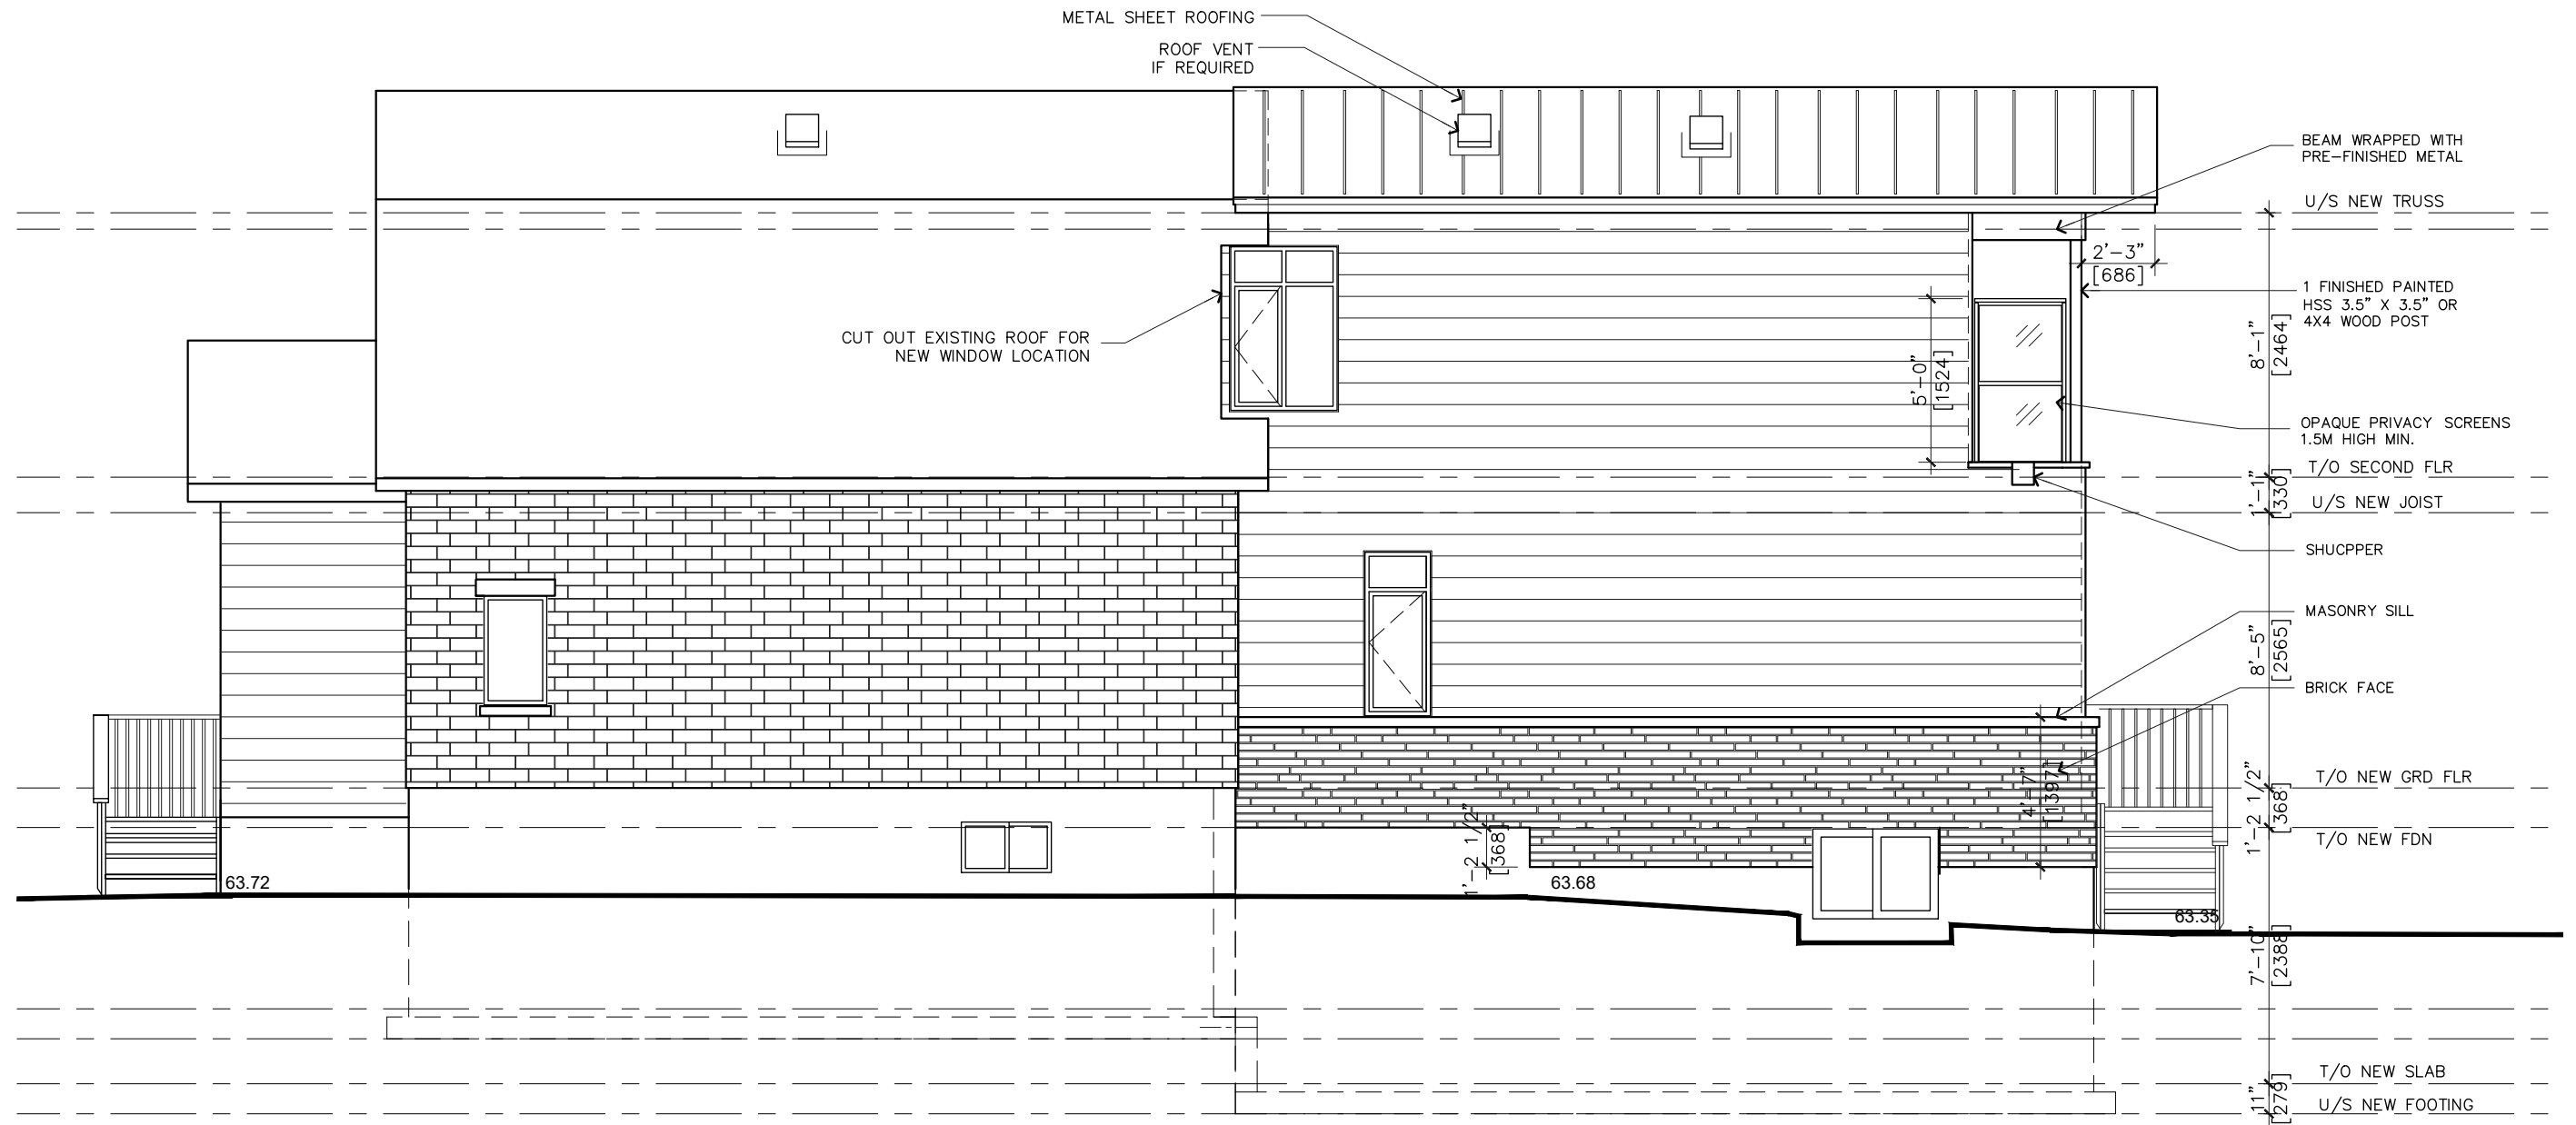 METAL SHEET ROOFING
ROOF VENT
IF REQUIRED
BEAM WRAPPED WITH
PRE-FINISHED METAL
U/S NEW TRUSS
2'-3"
[686]
1 FINISHED PAINTED
HSS 3.5" X 3.5" OR
4X4 WOOD POST
CUT OUT EXISTING ROOF FOR
NEW WINDOW LOCATION
8'-1"
[2464]
5'-0"
[1524]
OPAQUE PRIVACY SCREENS
1.5M HIGH MIN.
T/O SECOND FLR
1'-1"
[330]
U/S NEW JOIST
SHUCPPER
MASONRY SILL
8'-5"
[2565]
BRICK FACE
T/O NEW GRD FLR
4'-7"
[1397]
1'-2 1/2"
[368]
1'-2 1/2"
[368]
T/O NEW FDN
63.72
63.68
63.35
7'-10"
[2388]
T/O NEW SLAB
11"
[279]
U/S NEW FOOTING